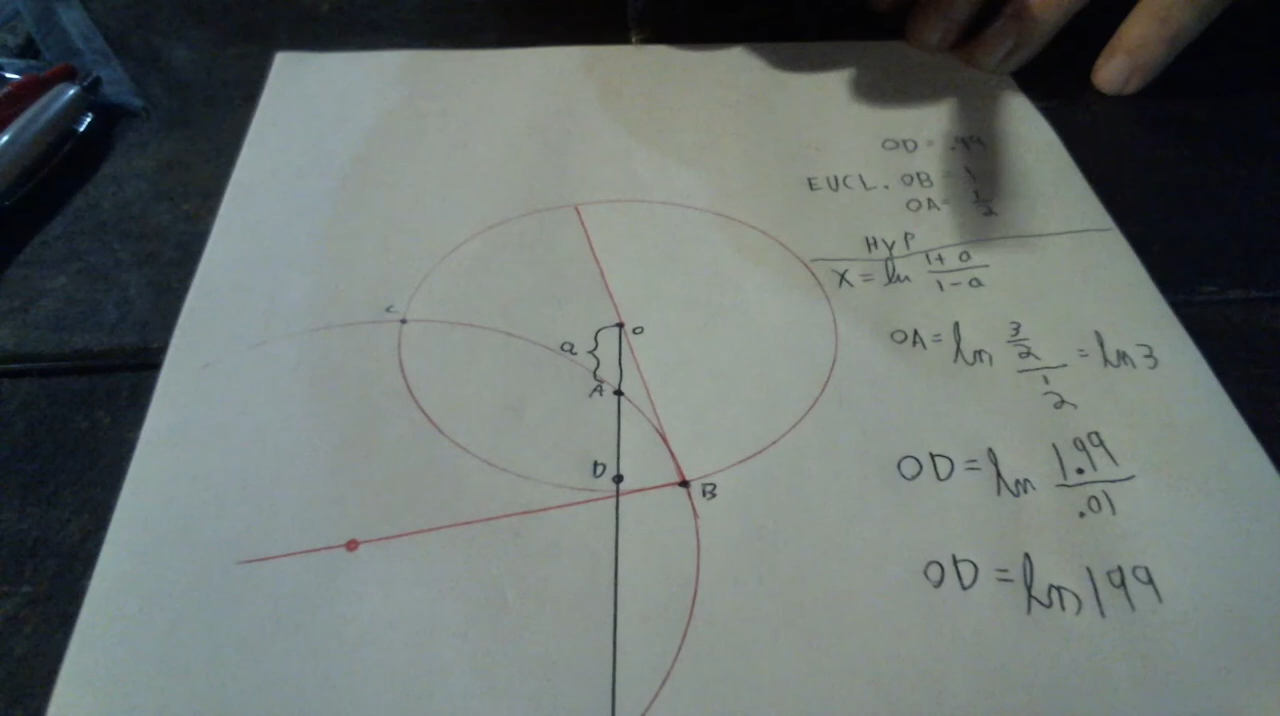 OD = .99
EUCL. OB = 1
OA = 1/2
HYP
X = ln 1+a / 1-a
C
O
a
OA = ln 3/2 / 1/2 = ln 3
A
OD = ln 1.99 / .01
D
B
OD = ln 199